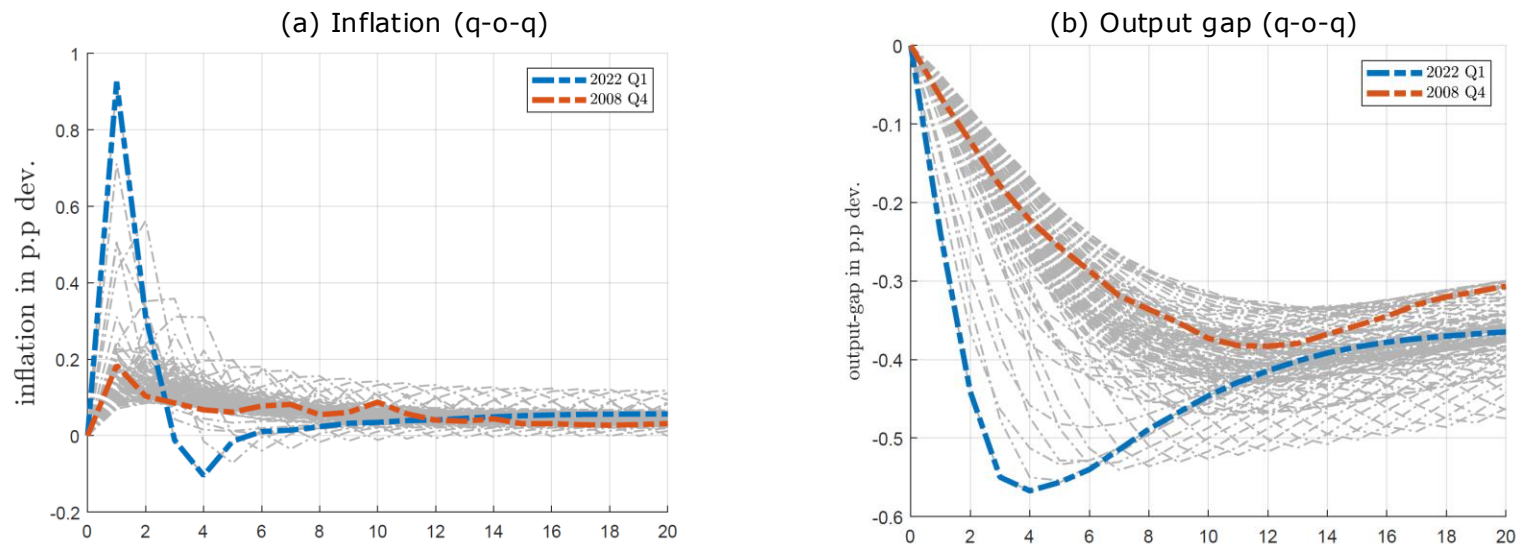 (a) Inflation (q-o-q)
1
0.8
0.6
0.4
0.2
0
-0.2
inflation in p.p dev.
2022 Q1
2008 Q4
0 2 4 6 8 10 12 14 16 18 20
(b) Output gap (q-o-q)
0
-0.1
-0.2
-0.3
-0.4
-0.5
-0.6
output-gap in p.p dev.
2022 Q1
2008 Q4
0 2 4 6 8 10 12 14 16 18 20